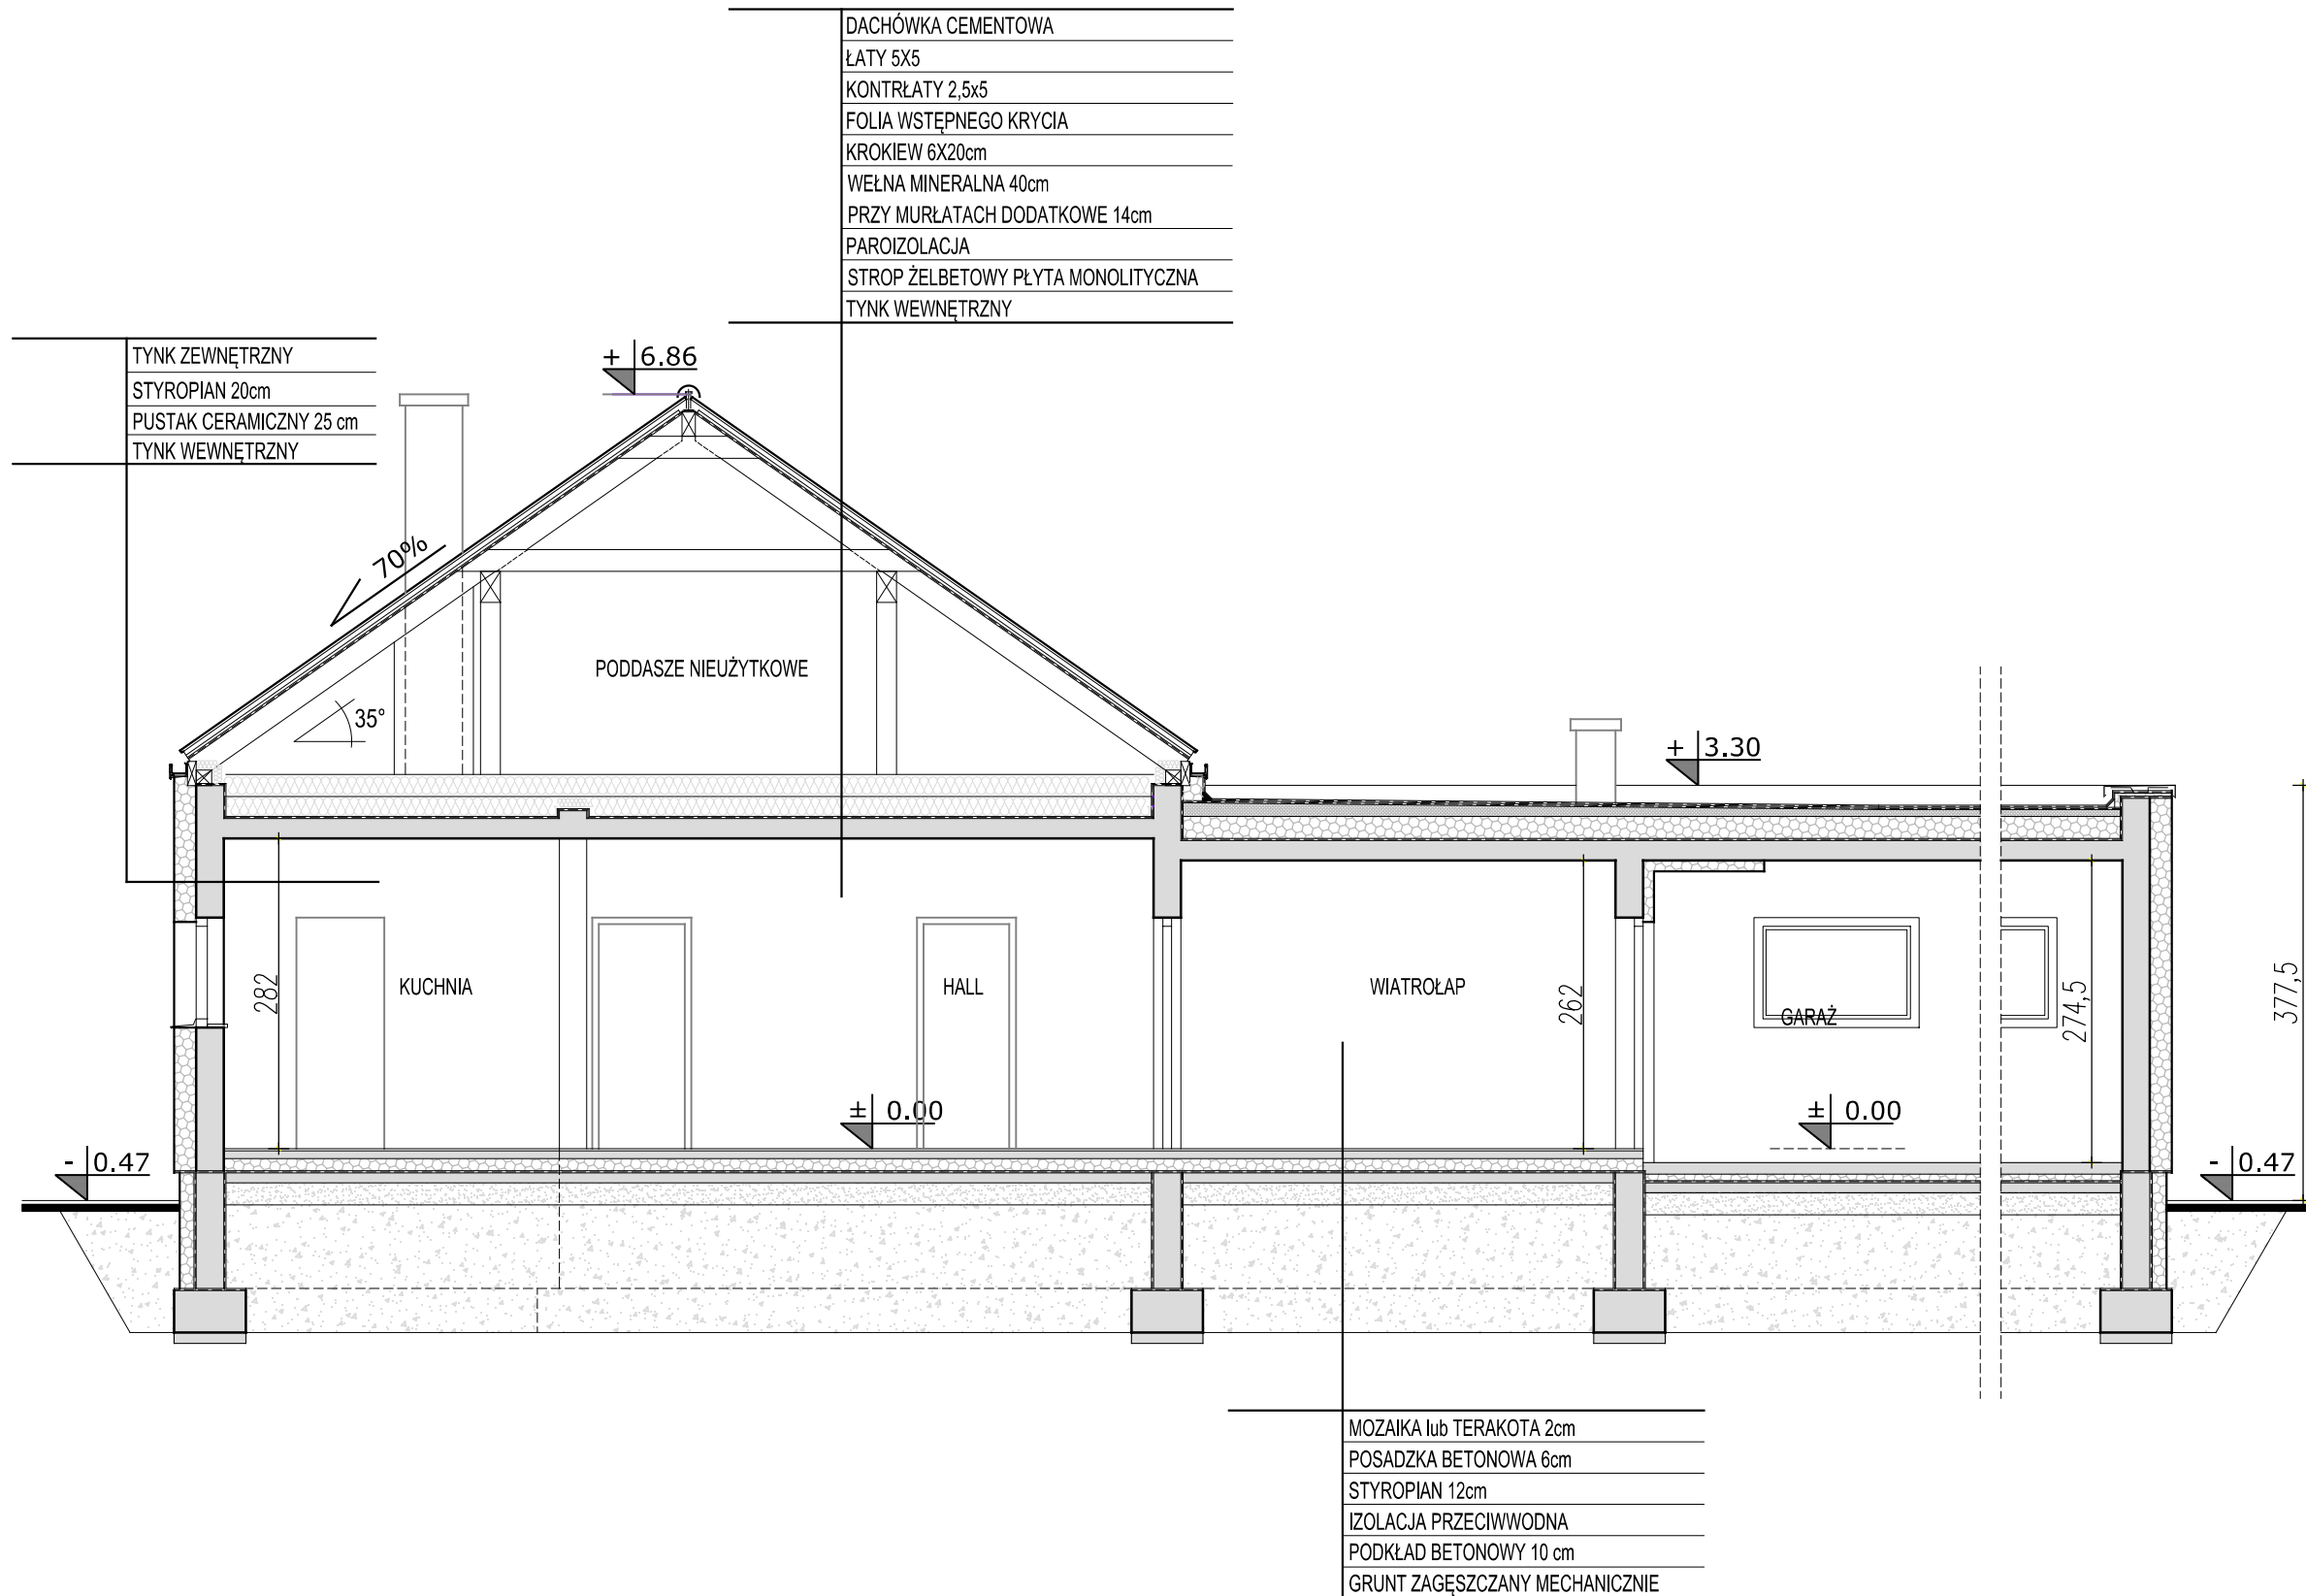 DACHÓWKA CEMENTOWA
ŁATY 5X5
KONTRŁATY 2,5x5
FOLIA WSTĘPNEGO KRYCIA
KROKIEW 6X20cm
WEŁNA MINERALNA 40cm
PRZY MURŁATACH DODATKOWE 14cm
PAROIZOLACJA
STROP ŻELBETOWY PŁYTA MONOLITYCZNA
TYNK WEWNĘTRZNY
TYNK ZEWNĘTRZNY
STYROPIAN 20cm
PUSTAK CERAMICZNY 25 cm
TYNK WEWNĘTRZNY
+ 6.86
70%
PODDASZE NIEUŻYTKOWE
35°
+ 3.30
282
KUCHNIA
HALL
WIATROŁAP
262
GARAŻ
274,5
377,5
± 0.00
± 0.00
- 0.47
- 0.47
MOZAIKA lub TERAKOTA 2cm
POSADZKA BETONOWA 6cm
STYROPIAN 12cm
IZOLACJA PRZECIWWODNA
PODKŁAD BETONOWY 10 cm
GRUNT ZAGĘSZCZANY MECHANICZNIE